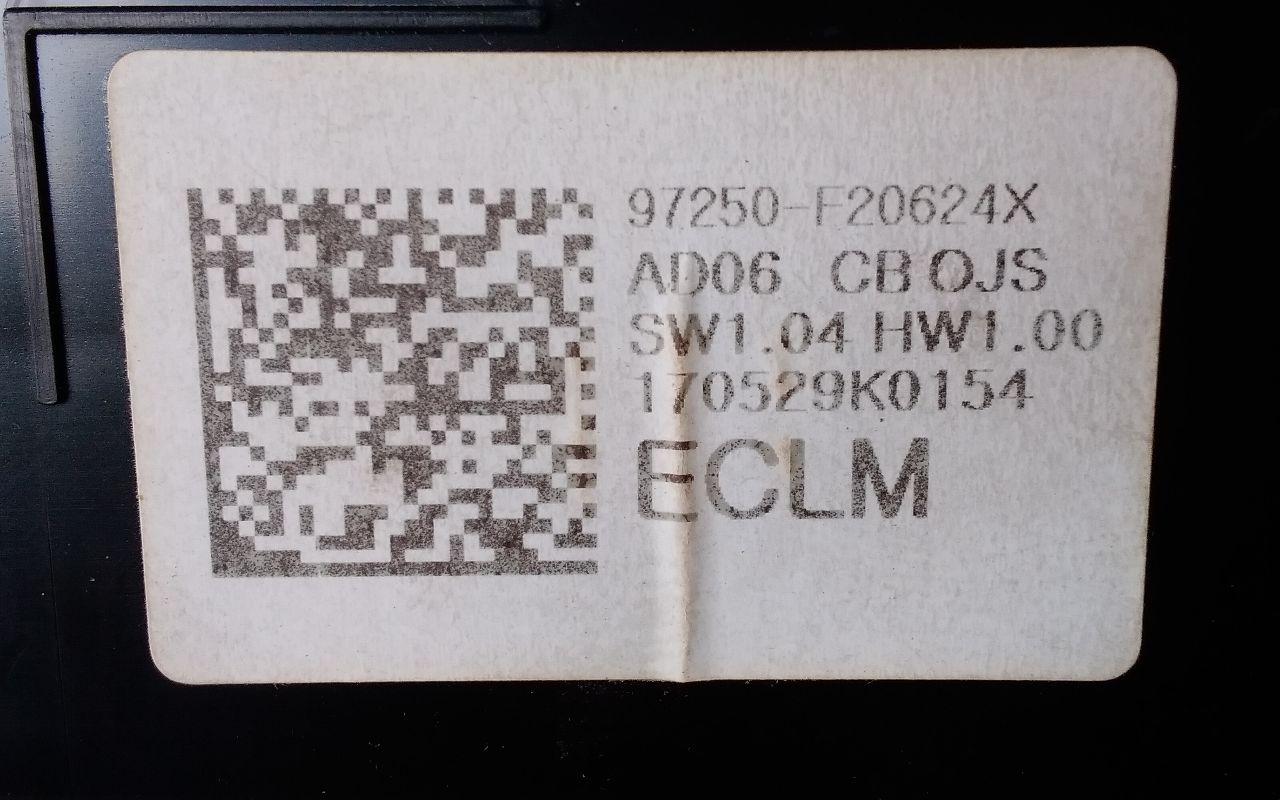 97250-F20624X
AD06 CB OJS
SW1.04 HW1.00
170529K0154
ECLM